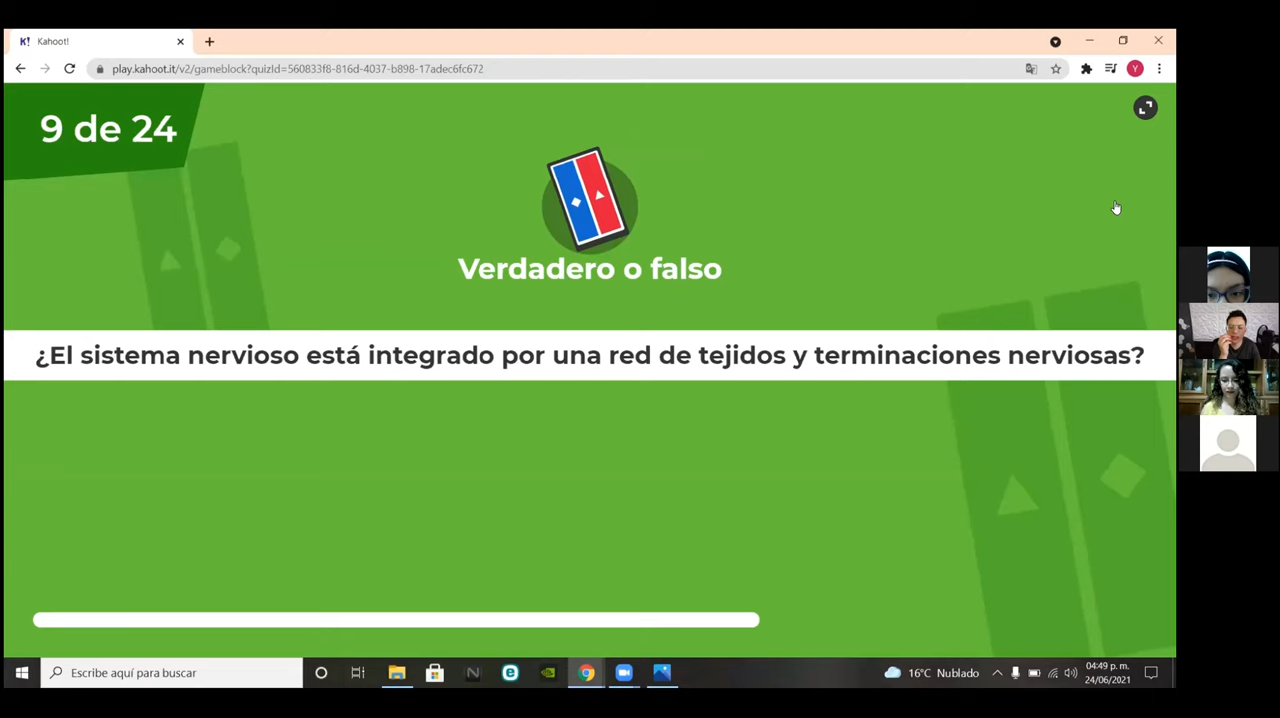 K! Kahoot!
play.kahoot.it/v2/gameblock?quizId=560833f8-816d-4037-b898-17adec6fc672
Y
9 de 24
Verdadero o falso
¿El sistema nervioso está integrado por una red de tejidos y terminaciones nerviosas?
Escribe aquí para buscar
16°C Nublado
04:49 p. m.
24/06/2021